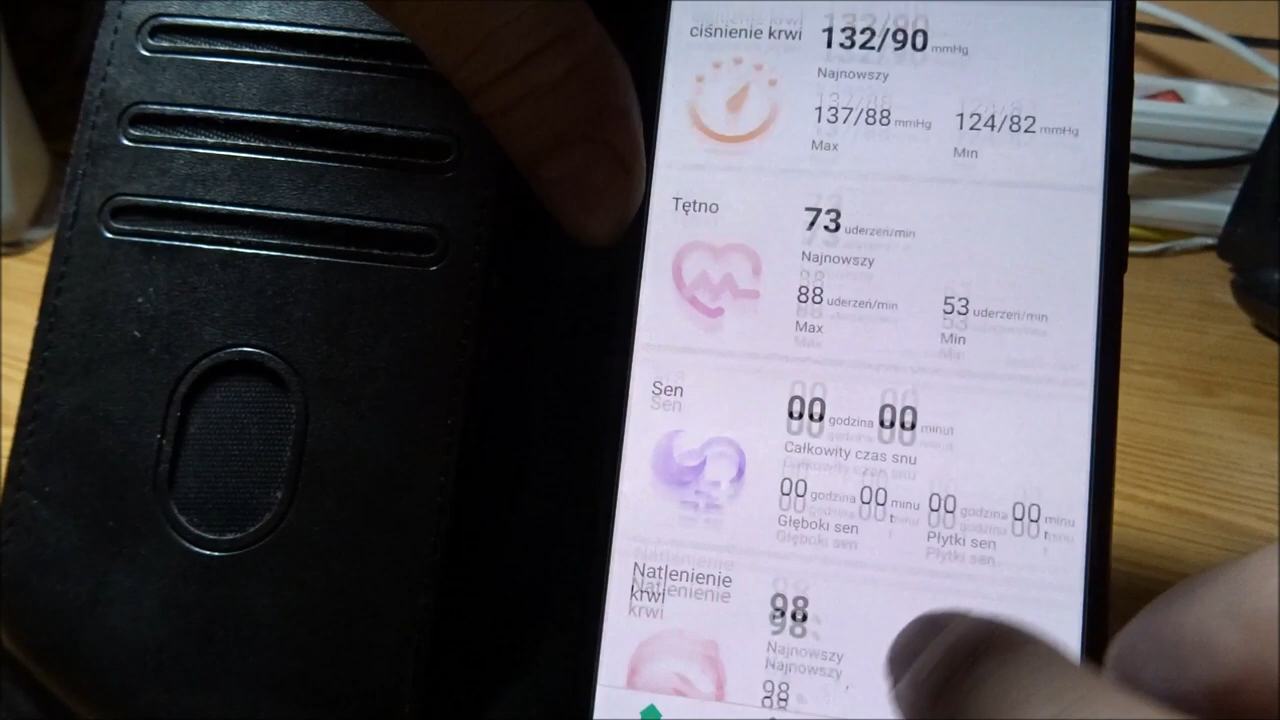 ciśnienie krwi
132/90 mmHg
Najnowszy
137/88 mmHg 124/82 mmHg
Max Min
Tętno
73 uderzeń/min
Najnowszy
88 uderzeń/min 53 uderzeń/min
Max Min
Sen
00 godzina 00 minut
Całkowity czas snu
00 godzina 00 minu 00 godzina 00 minu
t t
Głęboki sen Płytki sen
Natlenienie
krwi
98
Najnowszy
98